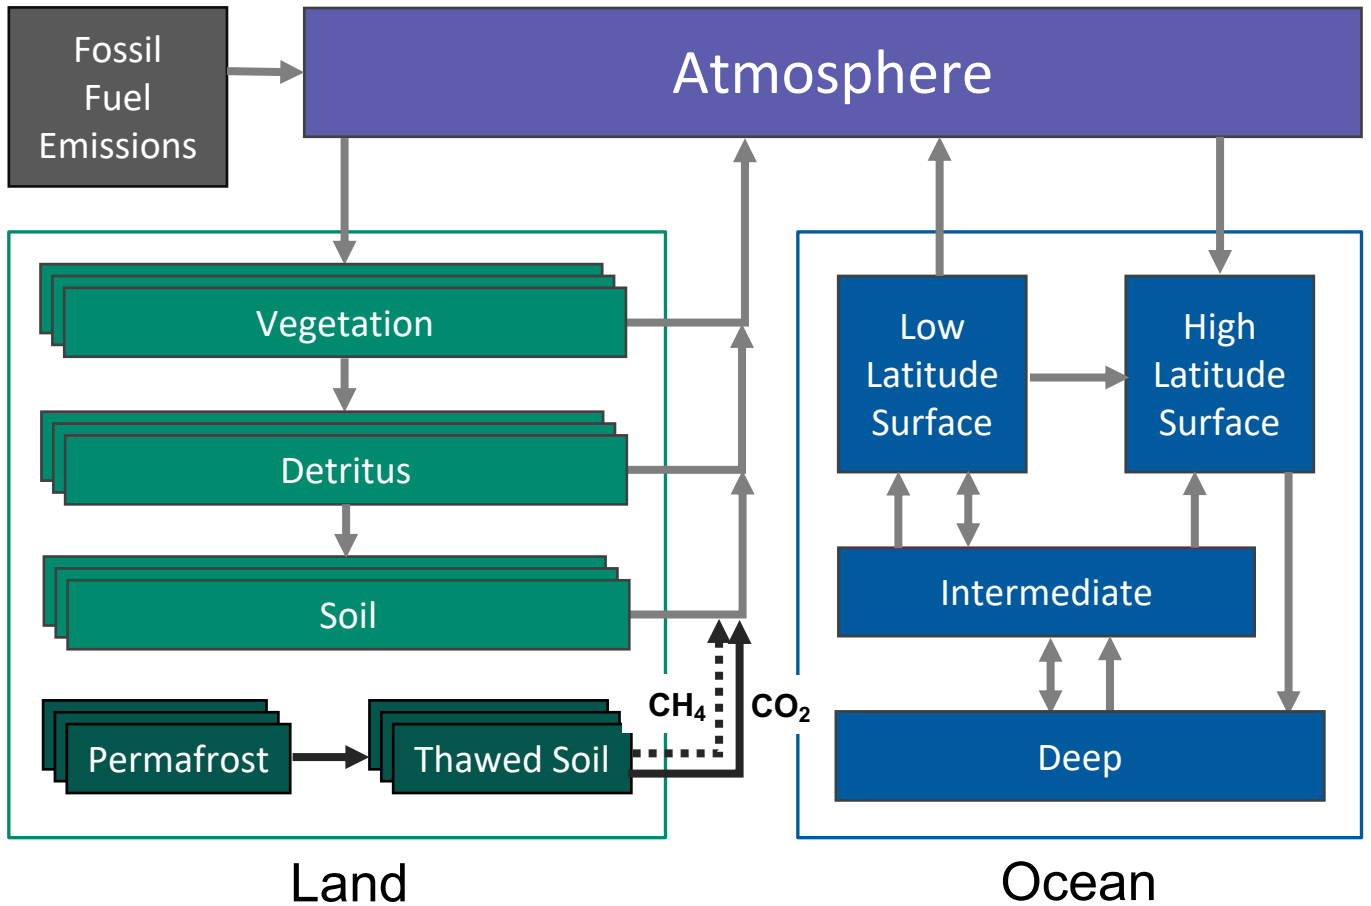 Fossil
Fuel
Emissions
Atmosphere
Vegetation
Detritus
Soil
Permafrost
Thawed Soil
CH₄
CO₂
Land
Low
Latitude
Surface
High
Latitude
Surface
Intermediate
Deep
Ocean